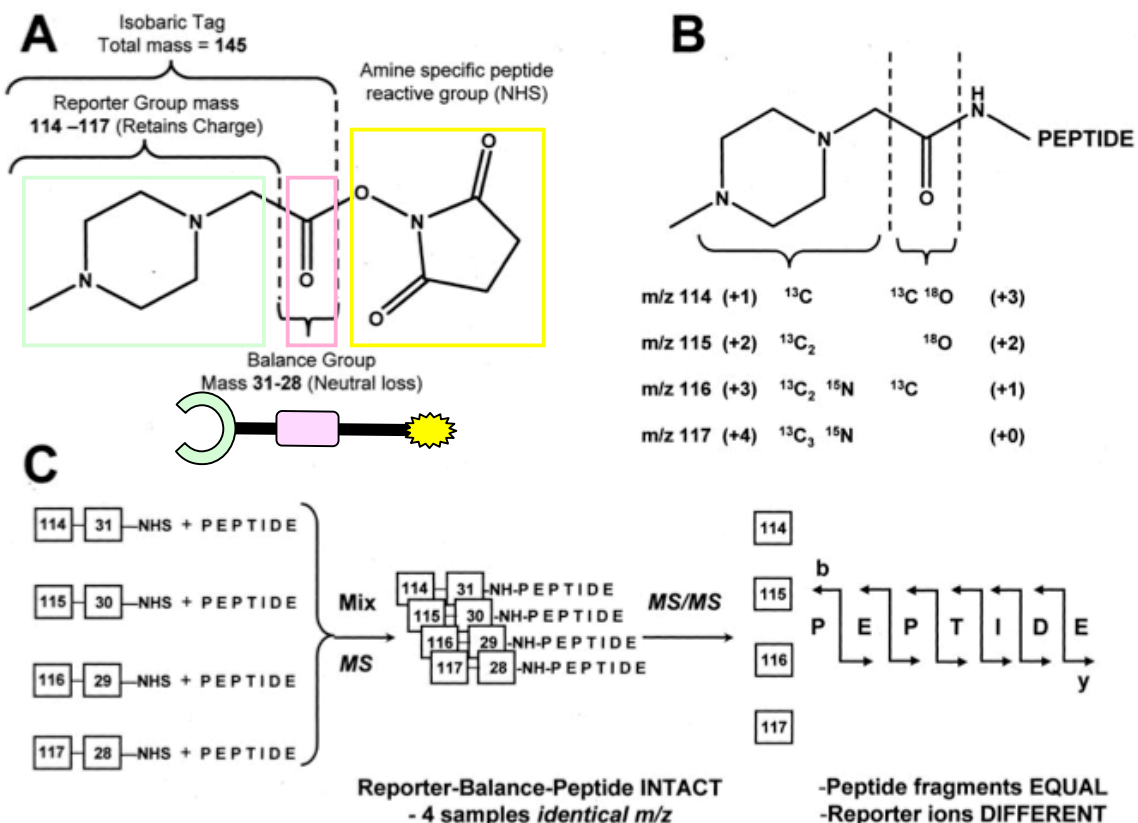 A
Isobaric Tag
Total mass = 145
Reporter Group mass
114 –117 (Retains Charge)
Amine specific peptide
reactive group (NHS)
N
N
O
O
N
O
O
Balance Group
Mass 31-28 (Neutral loss)
B
N
N
O
H
N
PEPTIDE
m/z 114 (+1) ¹³C ¹³C ¹⁸O (+3)
m/z 115 (+2) ¹³C₂ ¹⁸O (+2)
m/z 116 (+3) ¹³C₂ ¹⁵N ¹³C (+1)
m/z 117 (+4) ¹³C₃ ¹⁵N (+0)
C
114 31 NHS + PEPTIDE
115 30 NHS + PEPTIDE
116 29 NHS + PEPTIDE
117 28 NHS + PEPTIDE
Mix
MS
114 31 -NH-PEPTIDE
115 30 -NH-PEPTIDE
116 29 -NH-PEPTIDE
117 28 -NH-PEPTIDE
MS/MS
114
115
116
117
b
P E P T I D E
y
Reporter-Balance-Peptide INTACT
- 4 samples identical m/z
-Peptide fragments EQUAL
-Reporter ions DIFFERENT